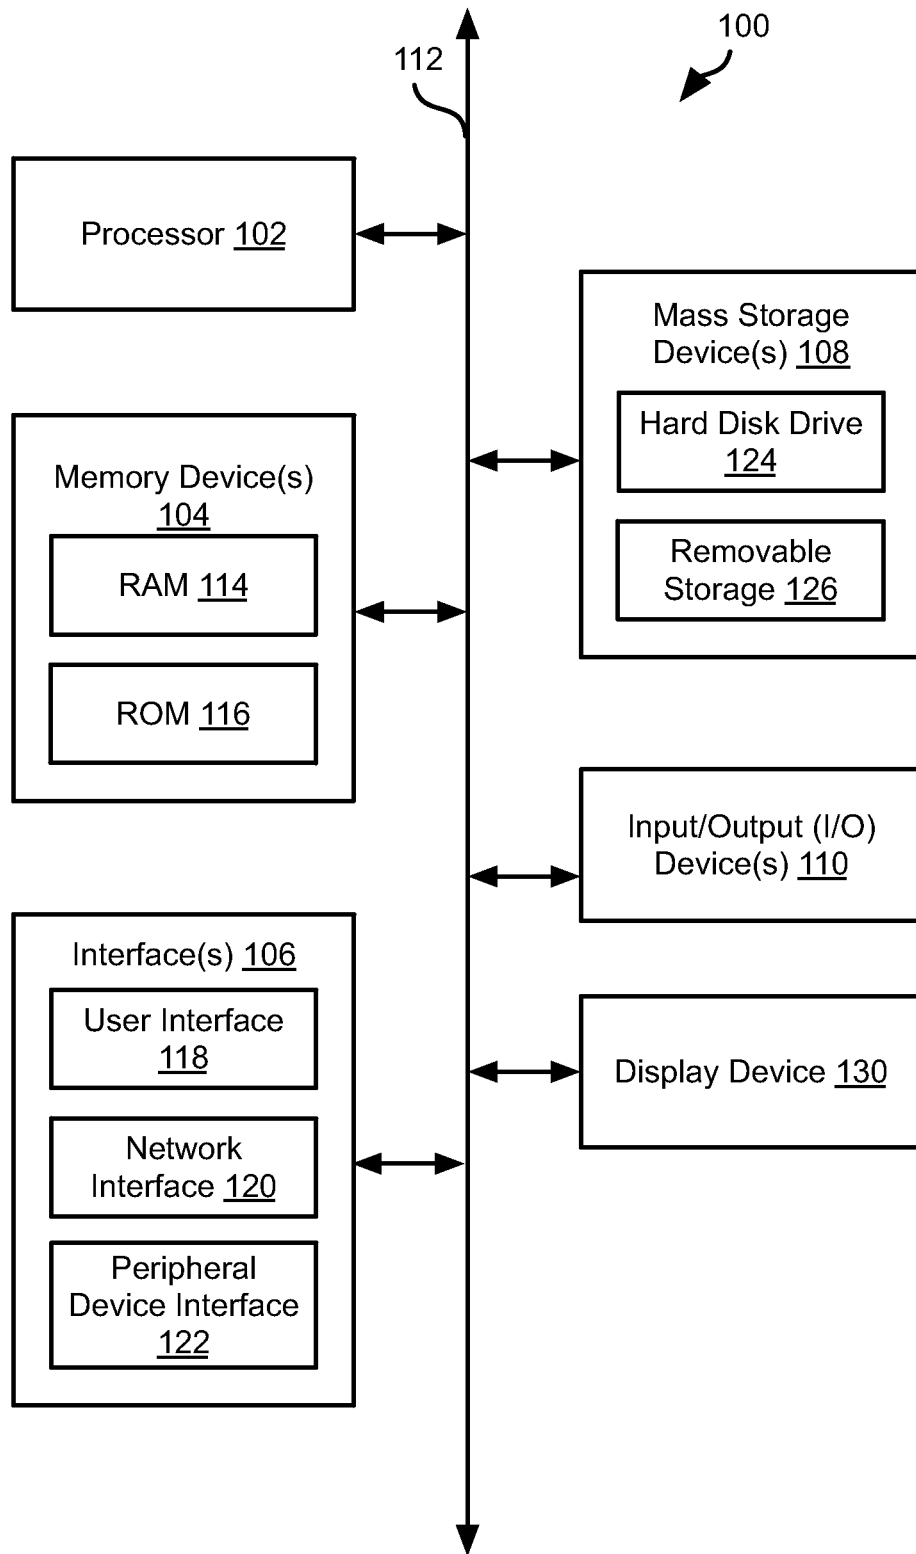 100
112
Processor 102
Mass Storage
Device(s) 108
Hard Disk Drive
124
Removable
Storage 126
Memory Device(s)
104
RAM 114
ROM 116
Input/Output (I/O)
Device(s) 110
Interface(s) 106
User Interface
118
Network
Interface 120
Peripheral
Device Interface
122
Display Device 130